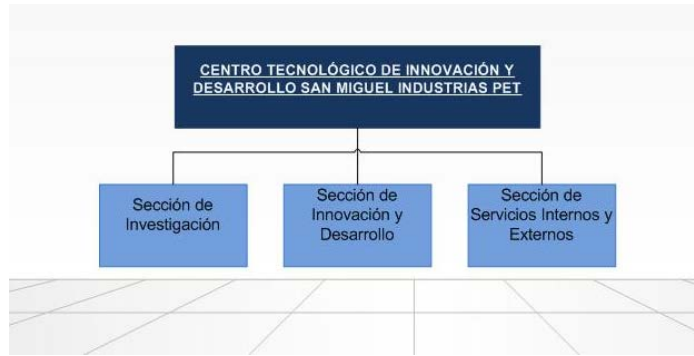 CENTRO TECNOLÓGICO DE INNOVACIÓN Y
DESARROLLO SAN MIGUEL INDUSTRIAS PET
Sección de
Investigación
Sección de
Innovación y
Desarrollo
Sección de
Servicios Internos y
Externos